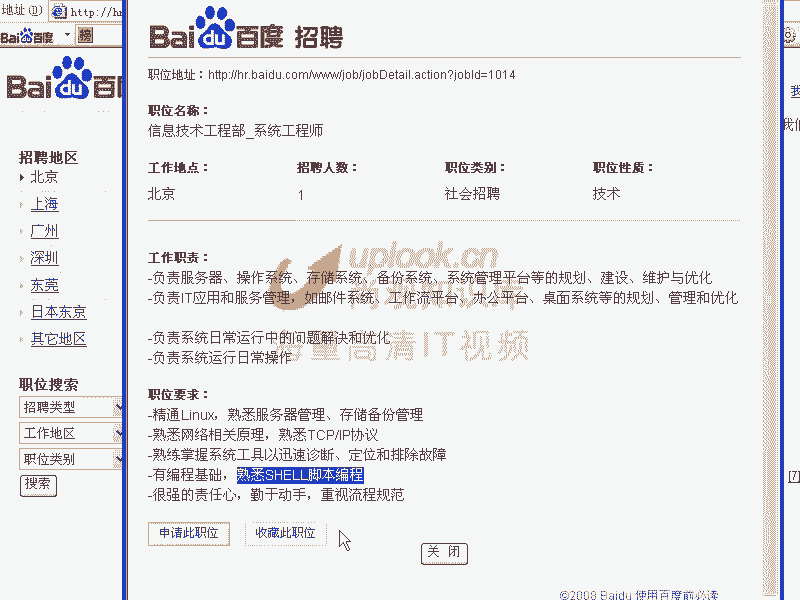 地址(D) http://hr
Bai du 百度
Bai du 百
招聘地区
北京
上海
广州
深圳
东莞
日本东京
其它地区
职位搜索
招聘类型
工作地区
职位类别
搜索
Bai du 百度 招聘
职位地址：http://hr.baidu.com/www/job/jobDetail.action?jobId=1014
职位名称：
信息技术工程部_系统工程师
工作地点： 招聘人数： 职位类别： 职位性质：
北京 1 社会招聘 技术
工作职责：
-负责服务器、操作系统、存储系统、备份系统、系统管理平台等的规划、建设、维护与优化
-负责IT应用和服务管理，如邮件系统、工作流平台、办公平台、桌面系统等的规划、管理和优化
-负责系统日常运行中的问题解决和优化
-负责系统运行日常操作
uplook.cn
海量高清IT视频
职位要求：
-精通Linux，熟悉服务器管理、存储备份管理
-熟悉网络相关原理，熟悉TCP/IP协议
-熟练掌握系统工具以迅速诊断、定位和排除故障
-有编程基础，熟悉SHELL脚本编程
-很强的责任心，勤于动手，重视流程规范
申请此职位 收藏此职位
关 闭
©2008 Baidu 使用百度前必读
我们
[7]